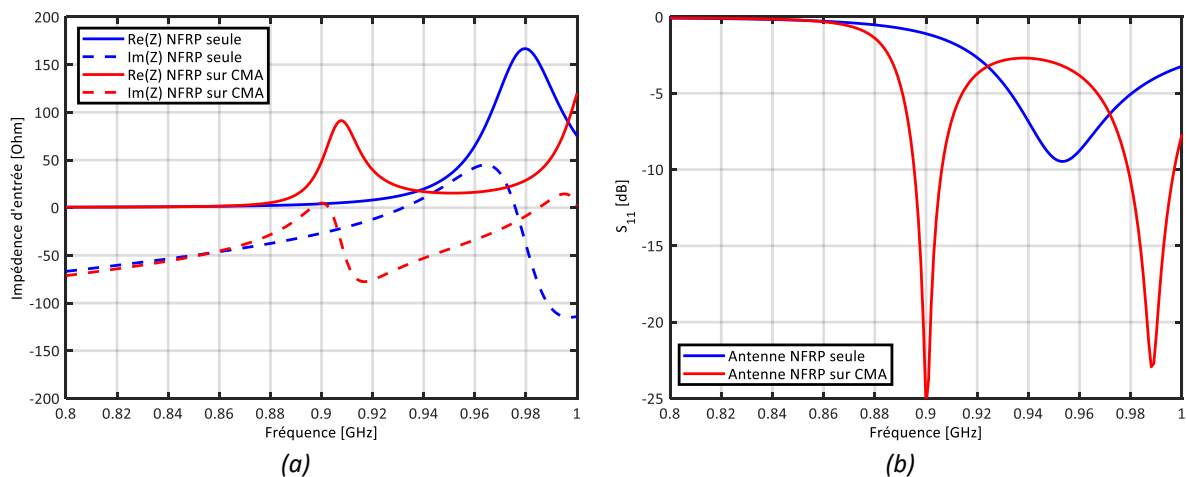 200
150
100
50
0
-50
-100
-150
-200
Impédence d'entrée [Ohm]
Re(Z) NFRP seule
Im(Z) NFRP seule
Re(Z) NFRP sur CMA
Im(Z) NFRP sur CMA
0.8 0.82 0.84 0.86 0.88 0.9 0.92 0.94 0.96 0.98 1
Fréquence [GHz]
(a)
0
-5
-10
-15
-20
-25
S11 [dB]
Antenne NFRP seule
Antenne NFRP sur CMA
0.8 0.82 0.84 0.86 0.88 0.9 0.92 0.94 0.96 0.98 1
Fréquence [GHz]
(b)